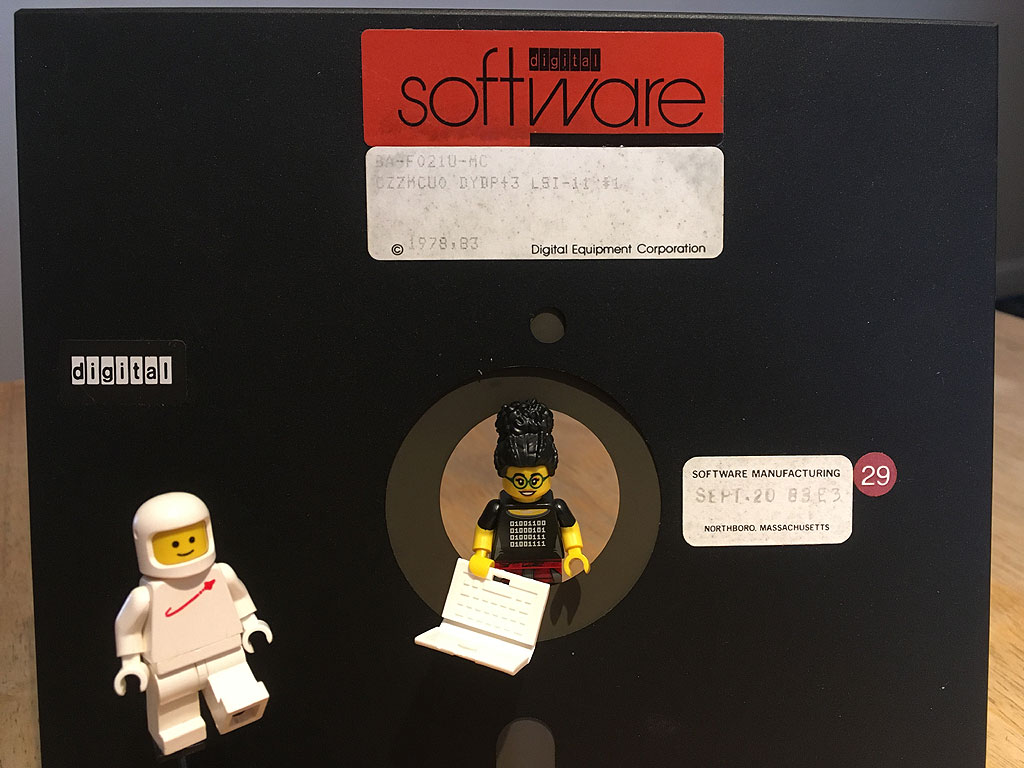 digital
software
BA-F021U-MC
CZZMCU0 DYDP+3 LSI-11 #1
© 1978,83
Digital Equipment Corporation
digital
01001100
01000101
01000111
01001111
SOFTWARE MANUFACTURING
29
SEPT.20 83 E3
NORTHBORO, MASSACHUSETTS